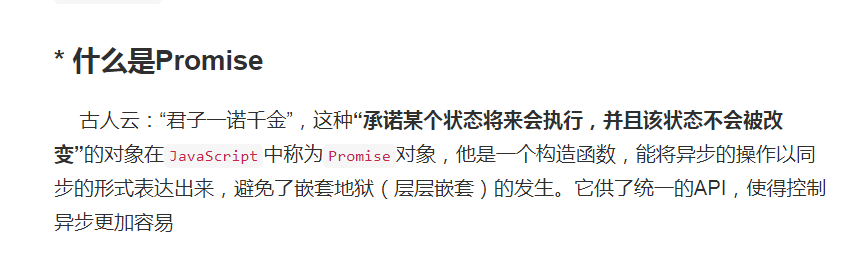 * 什么是Promise
古人云：“君子一诺千金”，这种“承诺某个状态将来会执行，并且该状态不会被改
变”的对象在 JavaScript 中称为 Promise 对象，他是一个构造函数，能将异步的操作以同
步的形式表达出来，避免了嵌套地狱（层层嵌套）的发生。它供了统一的API，使得控制
异步更加容易